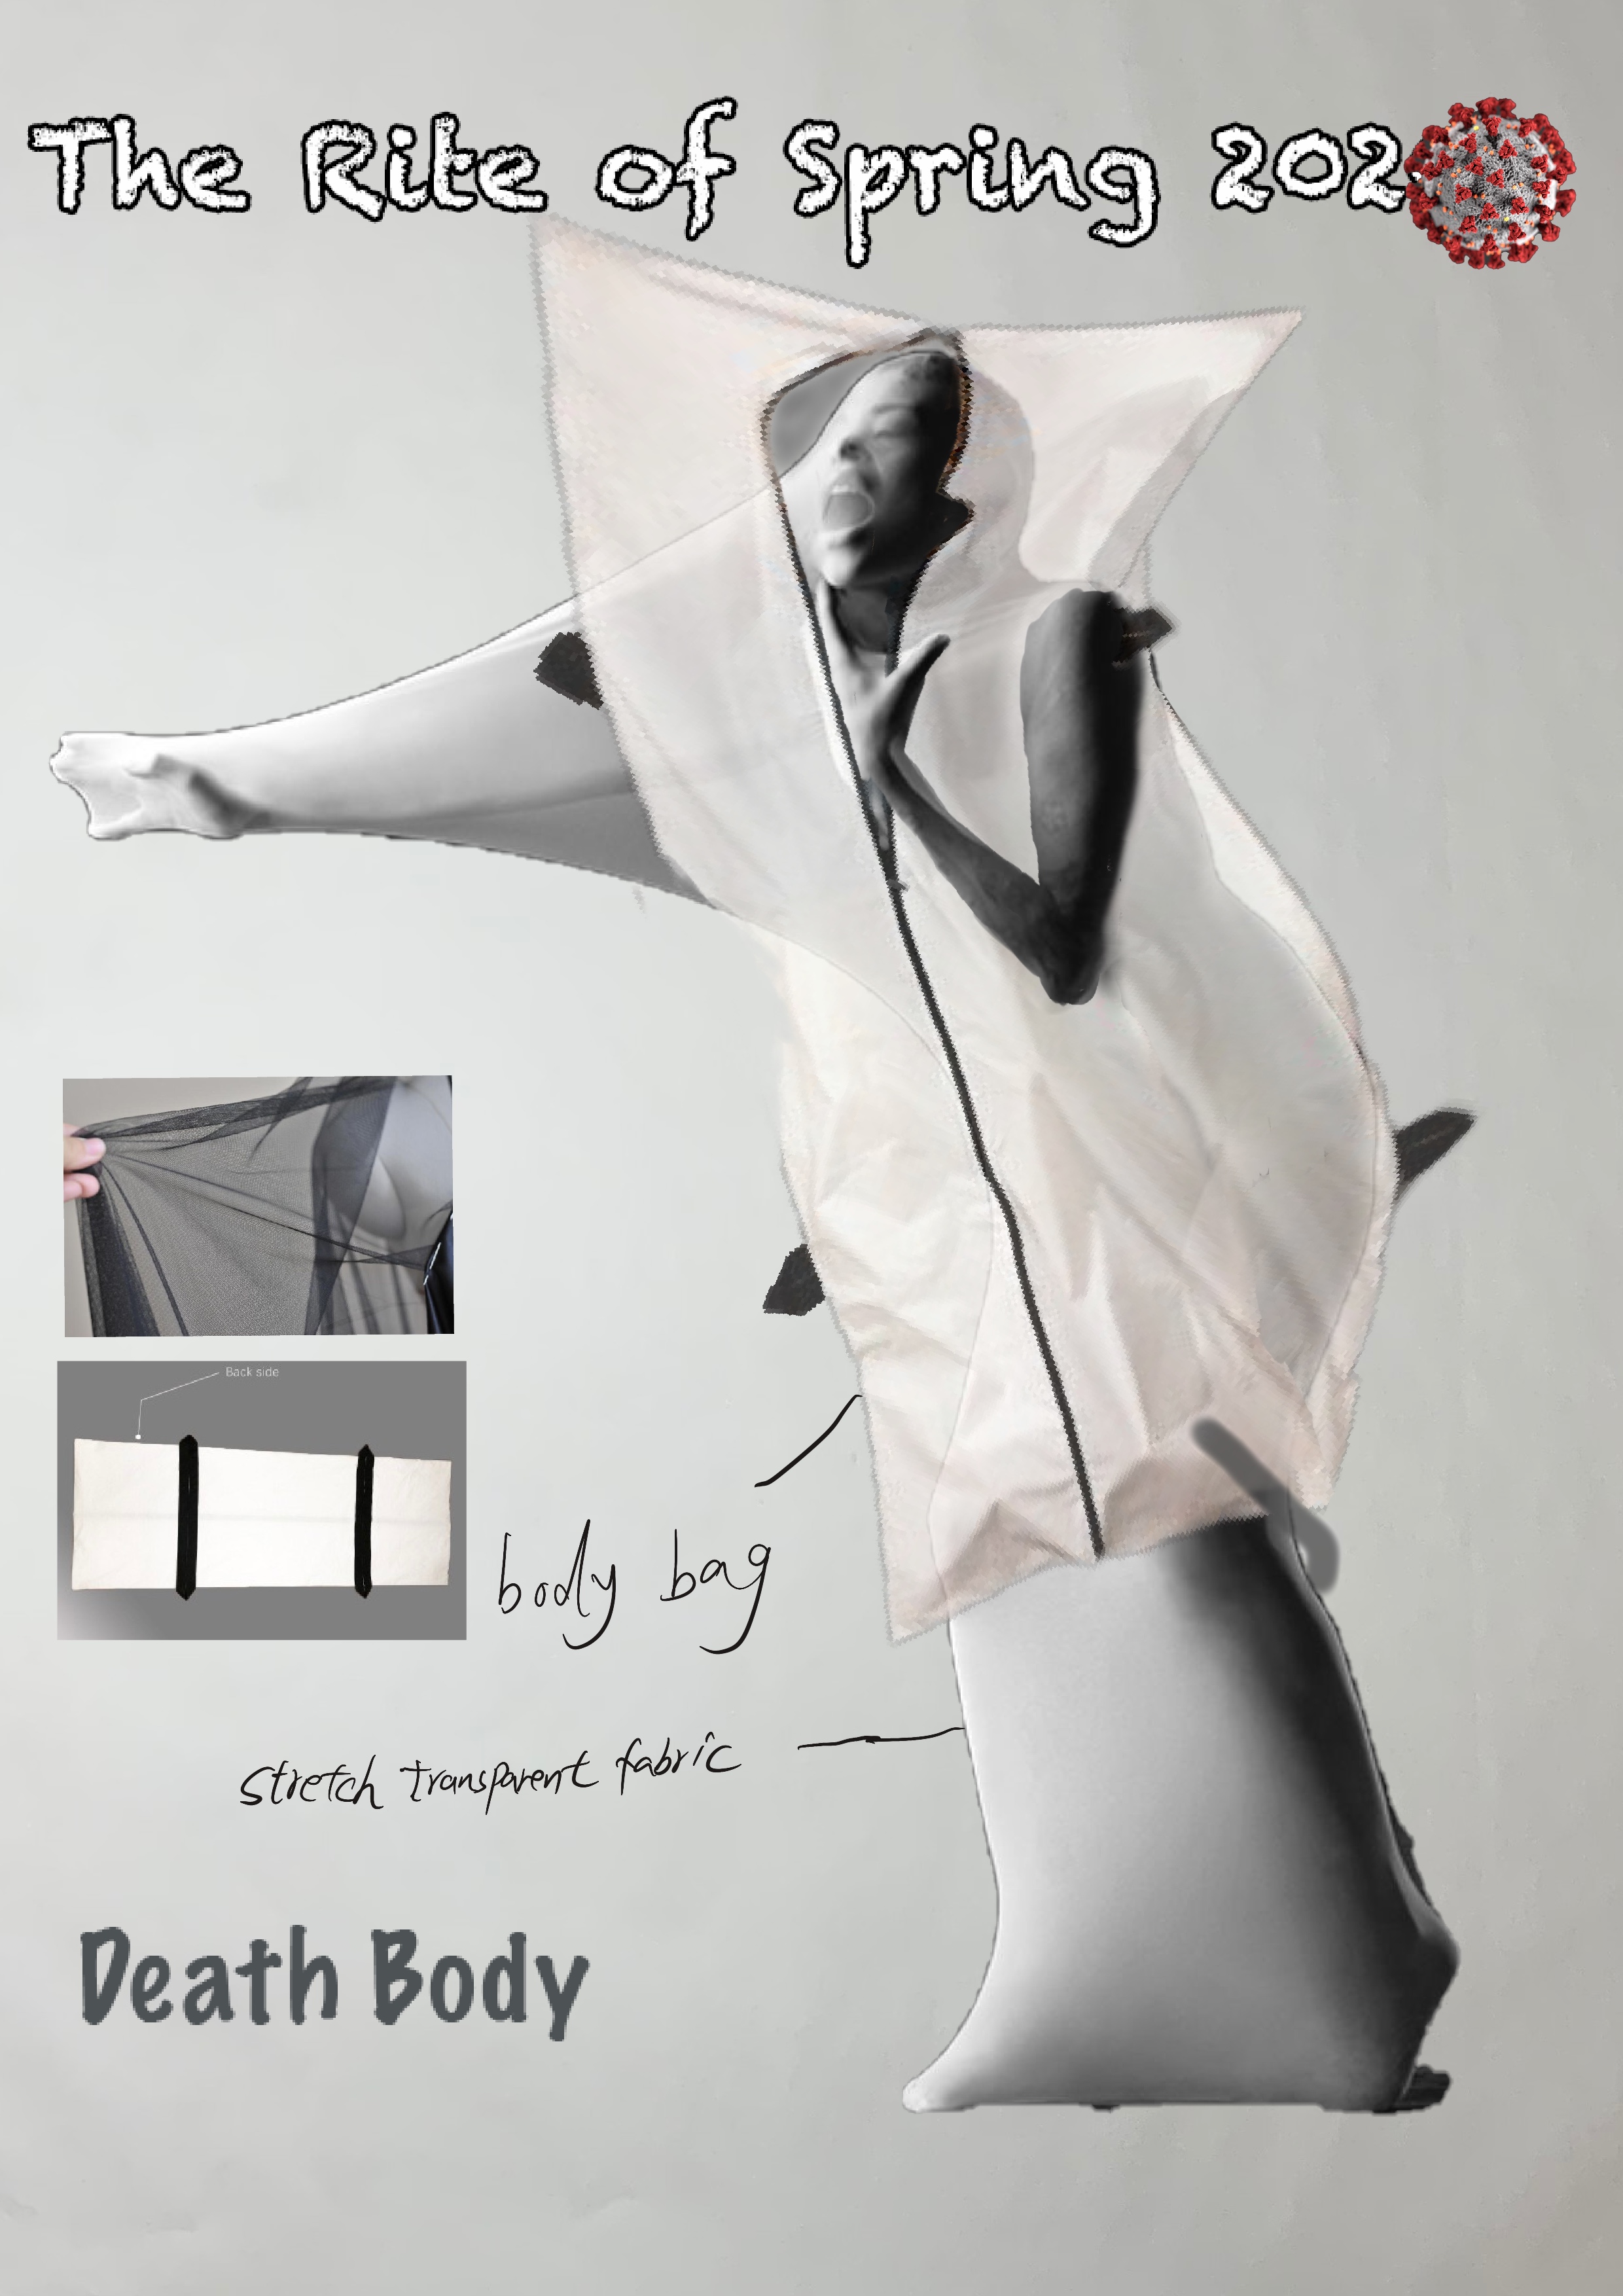 The Rite of Spring 202
Back side
body bag
stretch transparent fabric
Death Body